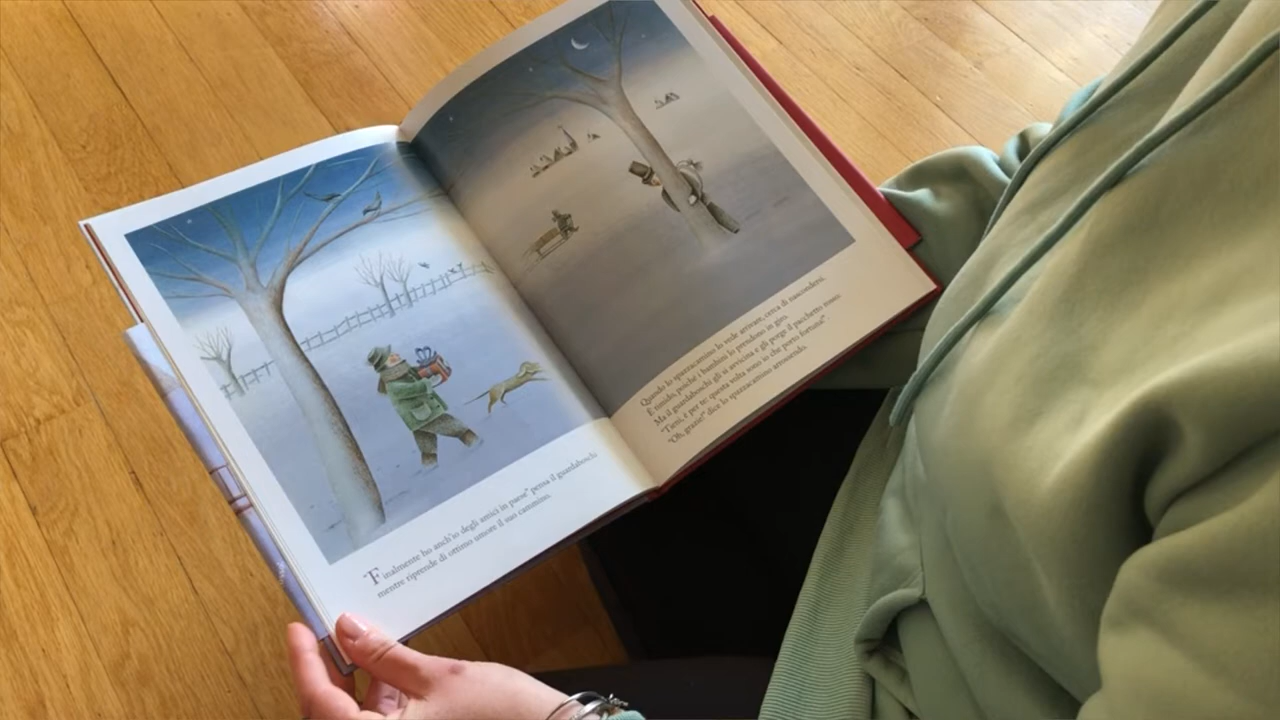 "Finalmente ho anch'io degli amici in paese" pensa il guardaboschi
mentre riprende di ottimo umore il suo cammino.
Quando lo spazzacamino lo vede arrivare, cerca di nascondersi.
È timido, poiché i bambini lo prendono in giro.
Ma il guardaboschi gli si avvicina e gli porge il pacchetto rosso:
"Tieni, è per te: questa volta sono io che porto fortuna!"
"Oh, grazie!" dice lo spazzacamino arrossendo.